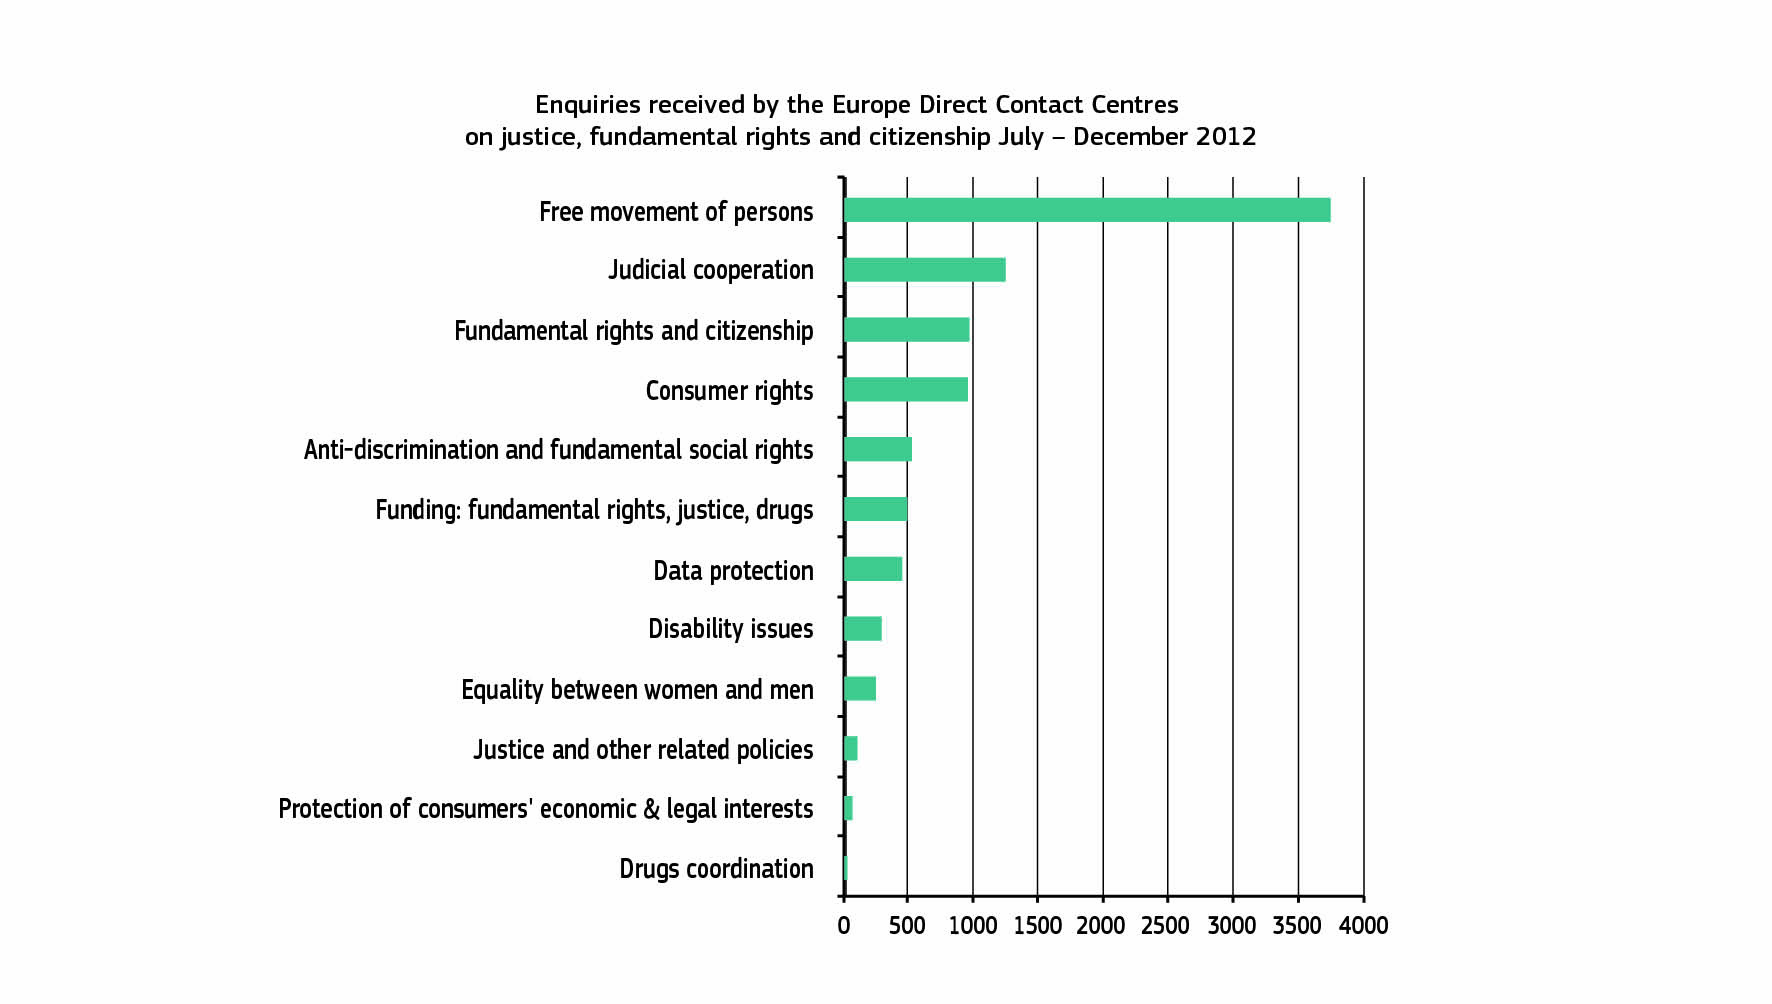 Enquiries received by the Europe Direct Contact Centres
on justice, fundamental rights and citizenship July – December 2012
Free movement of persons
Judicial cooperation
Fundamental rights and citizenship
Consumer rights
Anti-discrimination and fundamental social rights
Funding: fundamental rights, justice, drugs
Data protection
Disability issues
Equality between women and men
Justice and other related policies
Protection of consumers' economic & legal interests
Drugs coordination
0 500 1000 1500 2000 2500 3000 3500 4000